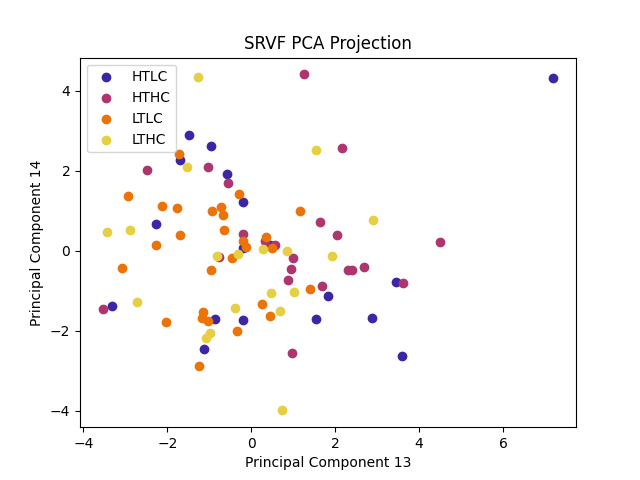 SRVF PCA Projection
HTLC
HTHC
LTLC
LTHC
4
2
0
−2
−4
Principal Component 14
−4 −2 0 2 4 6
Principal Component 13